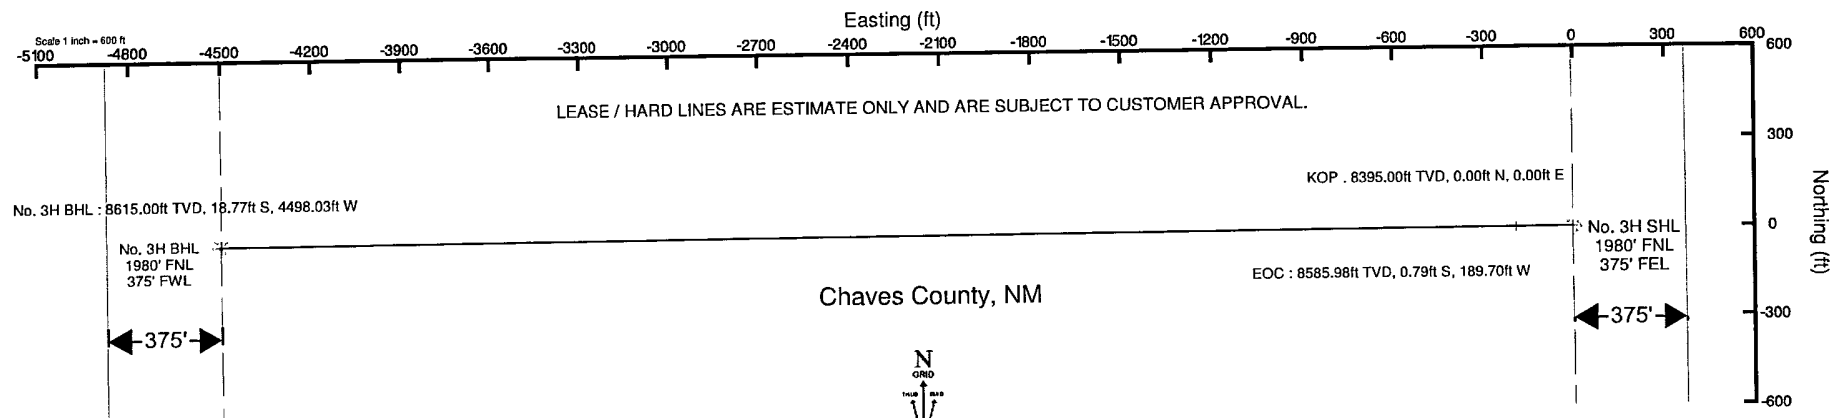 Easting (ft)
Scale 1 inch = 600 ft
-5100 -4800 -4500 -4200 -3900 -3600 -3300 -3000 -2700 -2400 -2100 -1800 -1500 -1200 -900 -600 -300 0 300 600
600
LEASE / HARD LINES ARE ESTIMATE ONLY AND ARE SUBJECT TO CUSTOMER APPROVAL.
300
KOP . 8395.00ft TVD, 0.00ft N, 0.00ft E
No. 3H BHL : 8615.00ft TVD, 18.77ft S, 4498.03ft W
0
Northing (ft)
No. 3H SHL
1980' FNL
375' FEL
No. 3H BHL
1980' FNL
375' FWL
EOC : 8585.98ft TVD, 0.79ft S, 189.70ft W
Chaves County, NM
-300
375'
375'
N
GRID
-600